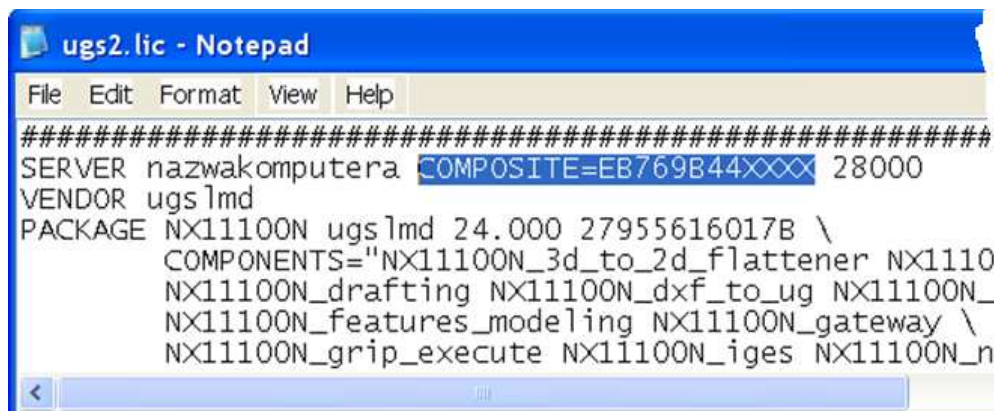 ugs2.lic - Notepad
File Edit Format View Help
######################################################
SERVER nazwakomputera COMPOSITE=EB769B44XXXX 28000
VENDOR ugslmd
PACKAGE NX11100N ugslmd 24.000 27955616017B \
COMPONENTS="NX11100N_3d_to_2d_flattener NX1110
NX11100N_drafting NX11100N_dxf_to_ug NX11100N_
NX11100N_features_modeling NX11100N_gateway \
NX11100N_grip_execute NX11100N_iges NX11100N_n